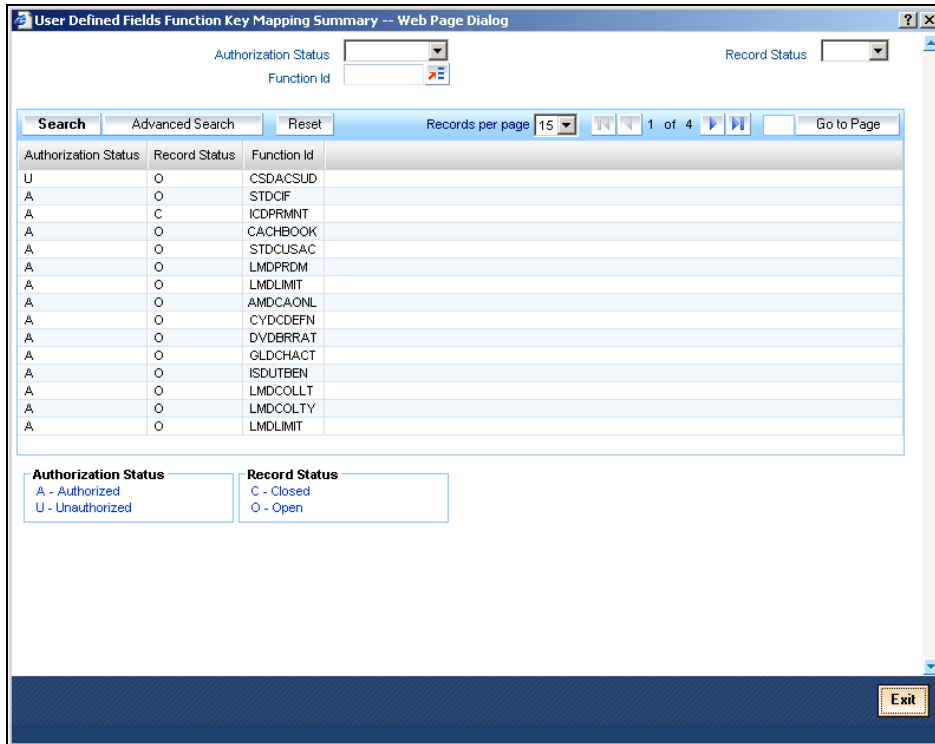 User Defined Fields Function Key Mapping Summary -- Web Page Dialog ? X
Authorization Status Record Status
Function Id
Search Advanced Search Reset Records per page 15 1 of 4 Go to Page
Authorization Status Record Status Function Id
U O CSDACSUD
A O STDCIF
A C ICDPRMNT
A O CACHBOOK
A O STDCUSAC
A O LMDPRDM
A O LMDLIMIT
A O AMDCAONL
A O CYDCDEFN
A O DVDBRRAT
A O GLDCHACT
A O ISDUTBEN
A O LMDCOLLT
A O LMDCOLTY
A O LMDLIMIT
Authorization Status Record Status
A - Authorized C - Closed
U - Unauthorized O - Open
Exit